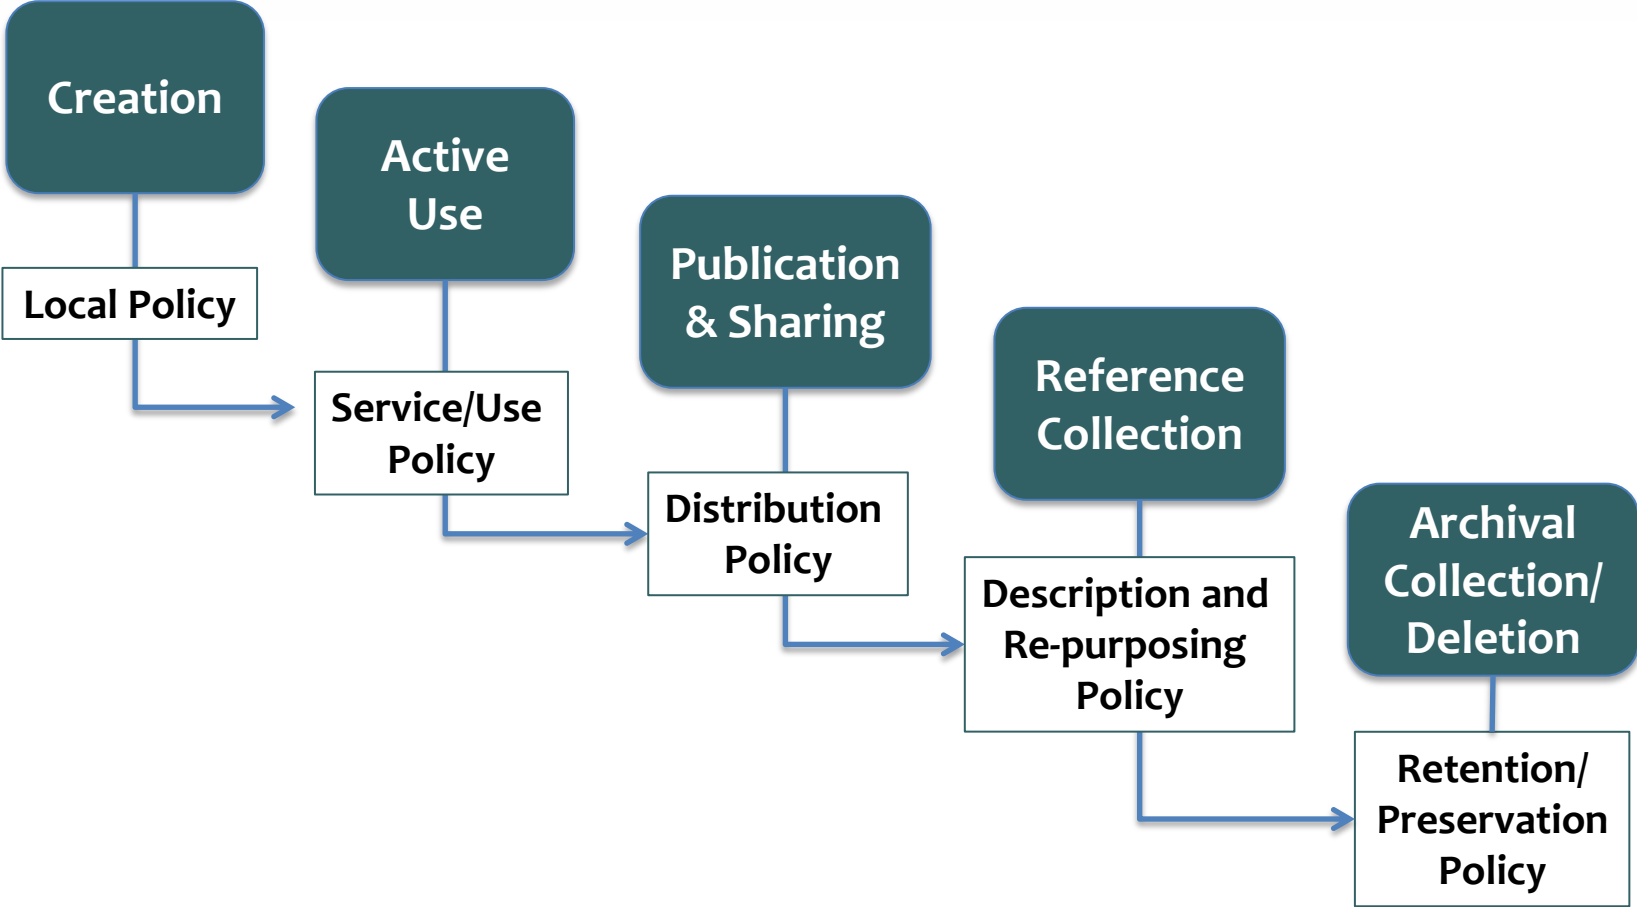 Creation
Local Policy
Active
Use
Service/Use
Policy
Publication
& Sharing
Distribution
Policy
Reference
Collection
Description and
Re-purposing
Policy
Archival
Collection/
Deletion
Retention/
Preservation
Policy